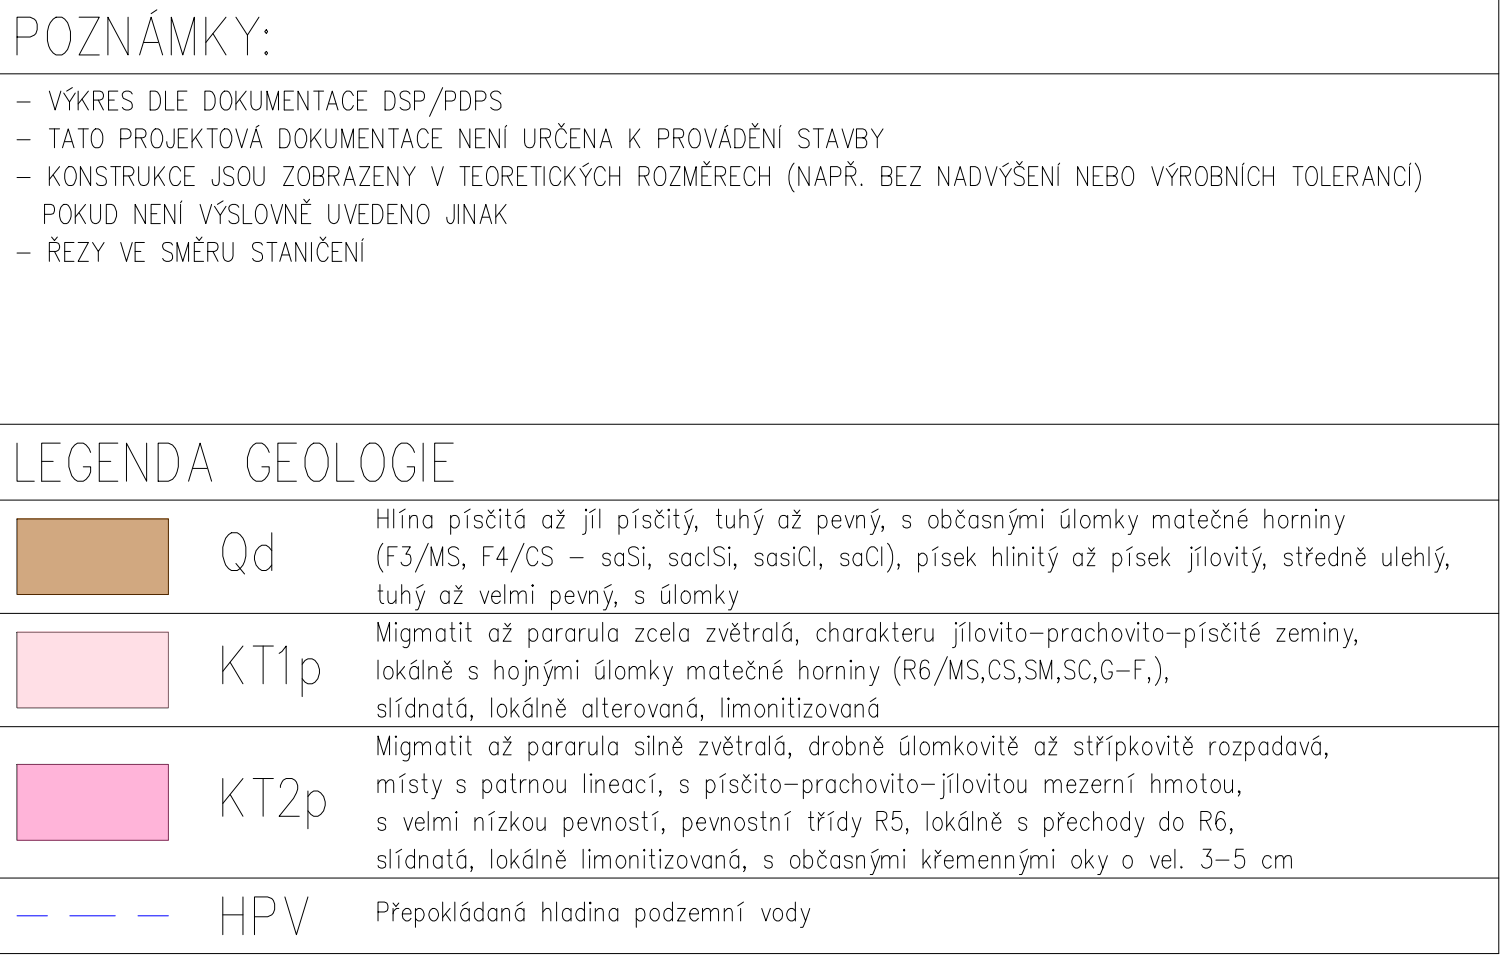 POZNÁMKY:
– VÝKRES DLE DOKUMENTACE DSP/PDPS
– TATO PROJEKTOVÁ DOKUMENTACE NENÍ URČENA K PROVÁDĚNÍ STAVBY
– KONSTRUKCE JSOU ZOBRAZENY V TEORETICKÝCH ROZMĚRECH (NAPŘ. BEZ NADVÝŠENÍ NEBO VÝROBNÍCH TOLERANCÍ)
POKUD NENÍ VÝSLOVNĚ UVEDENO JINAK
– ŘEZY VE SMĚRU STANIČENÍ
LEGENDA GEOLOGIE
Qd
Hlína písčitá až jíl písčitý, tuhý až pevný, s občasnými úlomky matečné horniny
(F3/MS, F4/CS – saSi, saclSi, sasiCl, saCl), písek hlinitý až písek jílovitý, středně ulehlý,
tuhý až velmi pevný, s úlomky
KT1p
Migmatit až pararula zcela zvětralá, charakteru jílovito–prachovito–písčité zeminy,
lokálně s hojnými úlomky matečné horniny (R6/MS,CS,SM,SC,G–F,),
slídnatá, lokálně alterovaná, limonitizovaná
KT2p
Migmatit až pararula silně zvětralá, drobně úlomkovitě až střípkovitě rozpadavá,
místy s patrnou lineací, s písčito–prachovito–jílovitou mezerní hmotou,
s velmi nízkou pevností, pevnostní třídy R5, lokálně s přechody do R6,
slídnatá, lokálně limonitizovaná, s občasnými křemennými oky o vel. 3–5 cm
HPV
Přepokládaná hladina podzemní vody